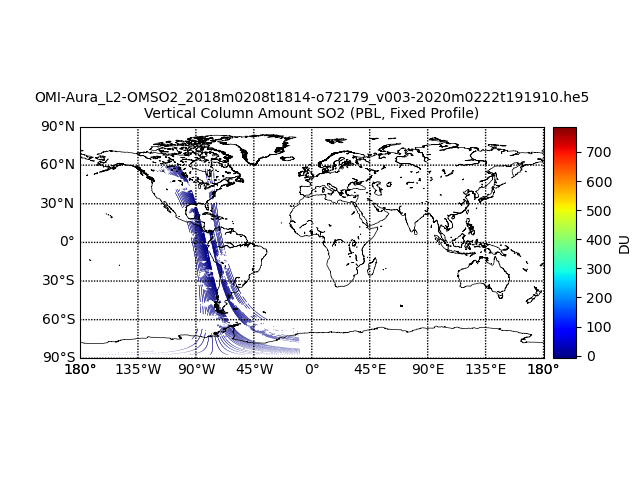 OMI-Aura_L2-OMSO2_2018m0208t1814-o72179_v003-2020m0222t191910.he5
Vertical Column Amount SO2 (PBL, Fixed Profile)
90°N
60°N
30°N
0°
30°S
60°S
90°S
180° 135°W 90°W 45°W 0° 45°E 90°E 135°E 180°
700
600
500
400
300
200
100
0
DU